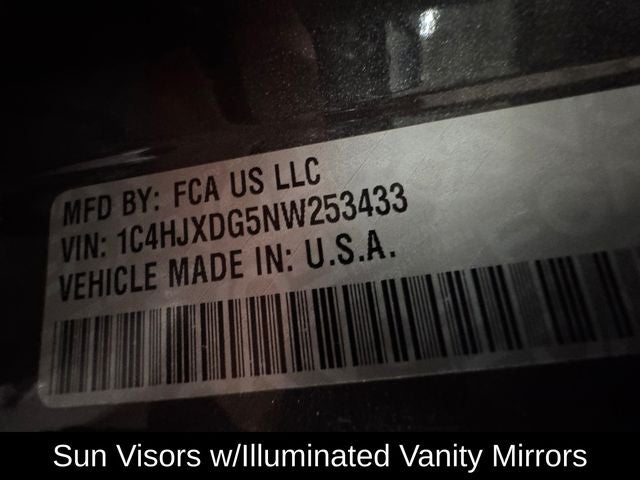 MFD BY: FCA US LLC
VIN: 1C4HJXDG5NW253433
VEHICLE MADE IN: U.S.A.
Sun Visors w/Illuminated Vanity Mirrors